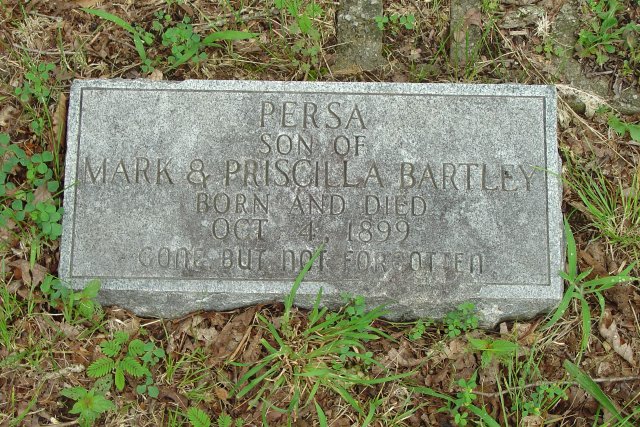 PERSA
SON OF
MARK & PRISCILLA BARTLEY
BORN AND DIED
OCT 4, 1899
GONE BUT NOT FORGOTTEN